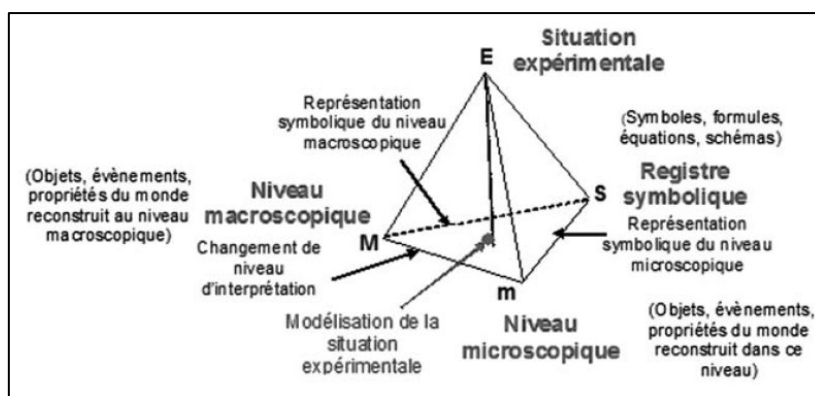 E
Situation
expérimentale
Représentation
symbolique du niveau
macroscopique
(Symboles, formules,
équations, schémas)
(Objets, évènements,
propriétés du monde
reconstruit au niveau
macroscopique)
Niveau
macroscopique
M
S
Registre
symbolique
Changement de
niveau
d'interprétation
Représentation
symbolique du niveau
microscopique
m
Modélisation de la
situation
expérimentale
Niveau
microscopique
(Objets, évènements,
propriétés du monde
reconstruit dans ce
niveau)